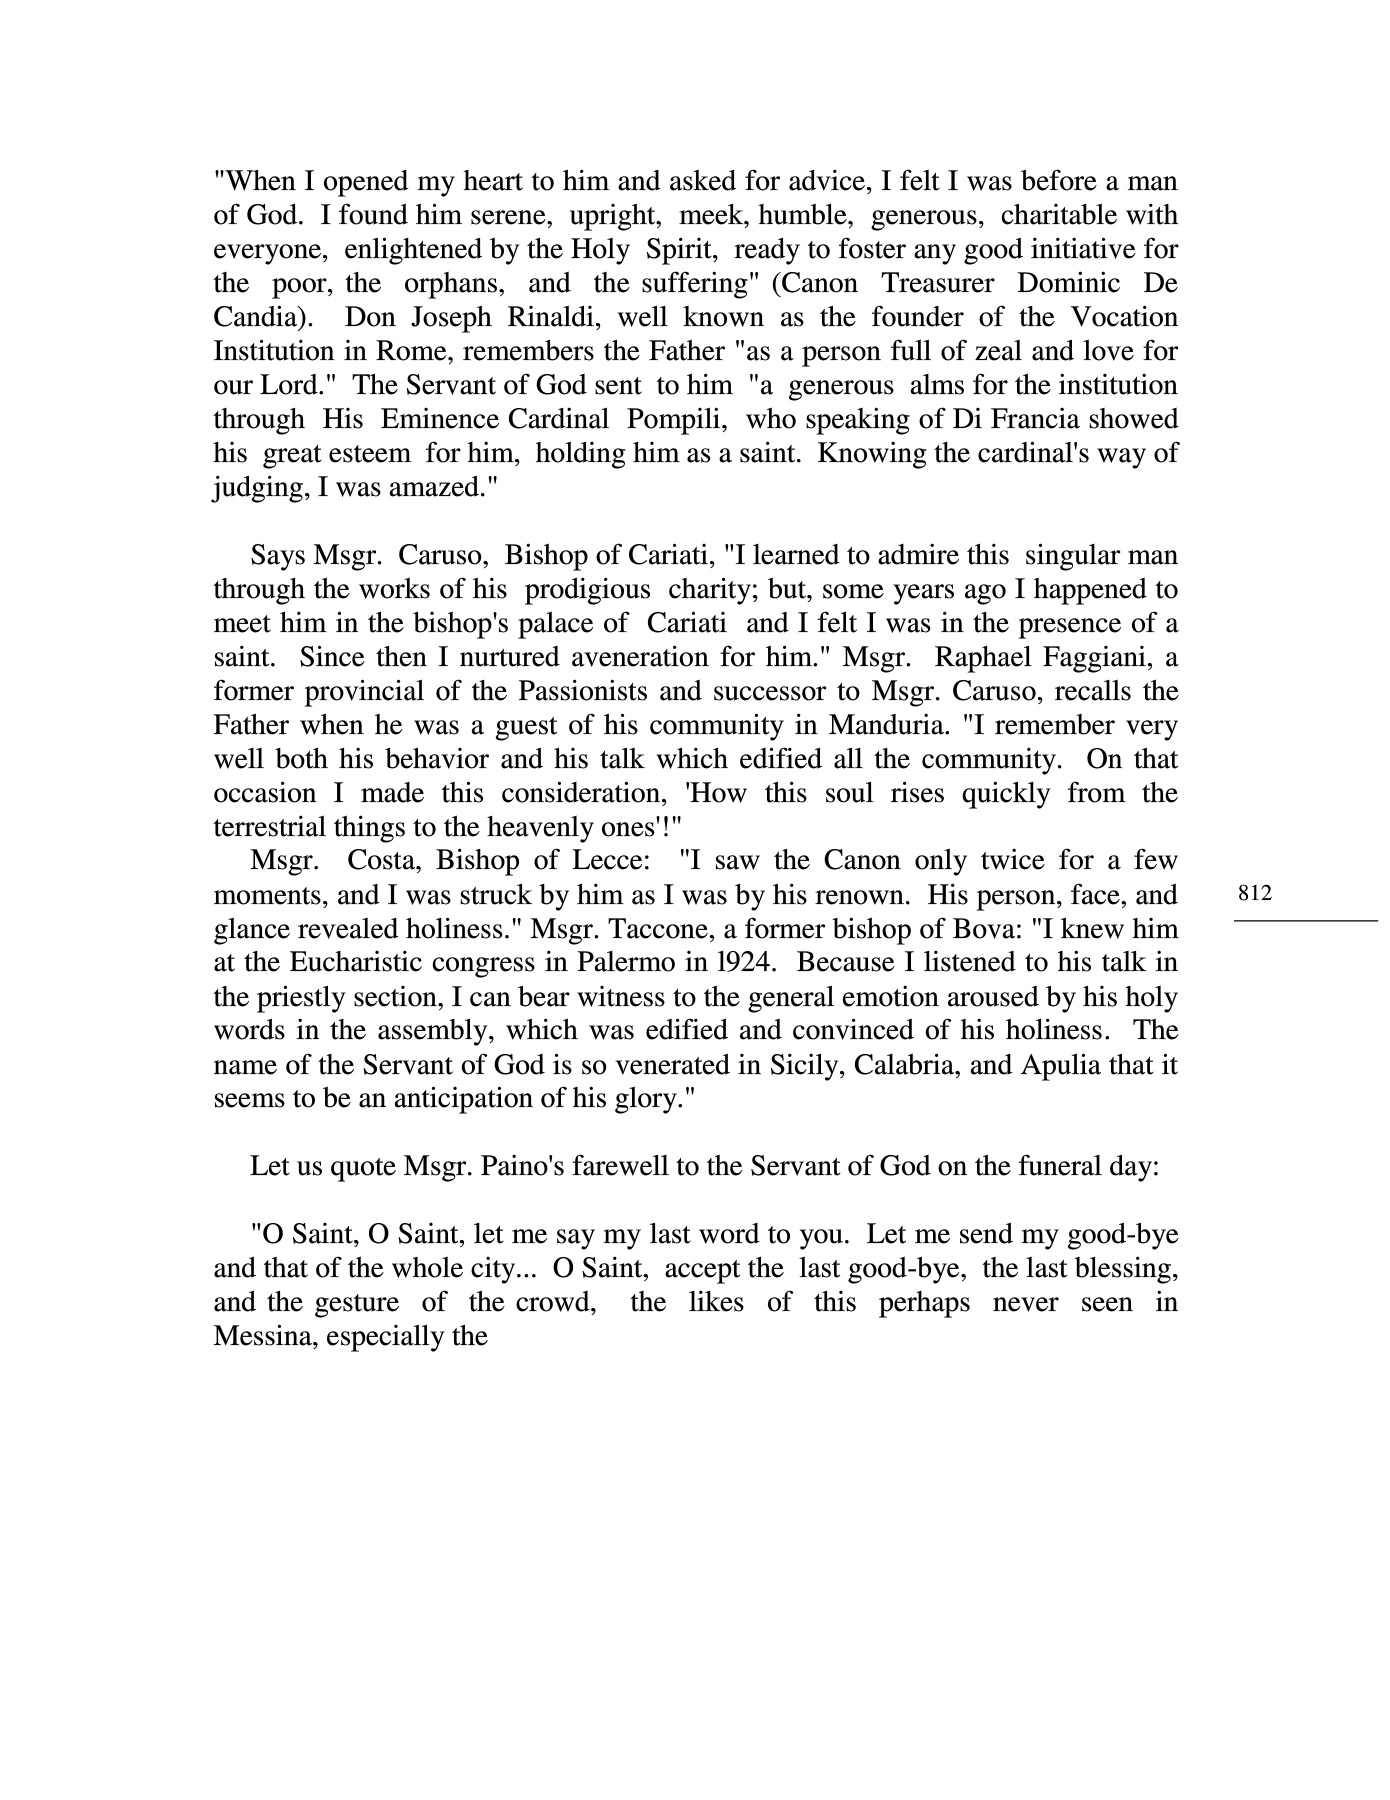 "When I opened my heart to him and asked for advice, I felt I was before a man
of God. I found him serene, upright, meek, humble, generous, charitable with
everyone, enlightened by the Holy Spirit, ready to foster any good initiative for
the poor, the orphans, and the suffering" (Canon Treasurer Dominic De
Candia). Don Joseph Rinaldi, well known as the founder of the Vocation
Institution in Rome, remembers the Father "as a person full of zeal and love for
our Lord." The Servant of God sent to him "a generous alms for the institution
through His Eminence Cardinal Pompili, who speaking of Di Francia showed
his great esteem for him, holding him as a saint. Knowing the cardinal's way of
judging, I was amazed."
Says Msgr. Caruso, Bishop of Cariati, "I learned to admire this singular man
through the works of his prodigious charity; but, some years ago I happened to
meet him in the bishop's palace of Cariati and I felt I was in the presence of a
saint. Since then I nurtured aveneration for him." Msgr. Raphael Faggiani, a
former provincial of the Passionists and successor to Msgr. Caruso, recalls the
Father when he was a guest of his community in Manduria. "I remember very
well both his behavior and his talk which edified all the community. On that
occasion I made this consideration, 'How this soul rises quickly from the
terrestrial things to the heavenly ones'!"
Msgr. Costa, Bishop of Lecce: "I saw the Canon only twice for a few
moments, and I was struck by him as I was by his renown. His person, face, and
glance revealed holiness." Msgr. Taccone, a former bishop of Bova: "I knew him
at the Eucharistic congress in Palermo in 1924. Because I listened to his talk in
the priestly section, I can bear witness to the general emotion aroused by his holy
words in the assembly, which was edified and convinced of his holiness. The
name of the Servant of God is so venerated in Sicily, Calabria, and Apulia that it
seems to be an anticipation of his glory."
Let us quote Msgr. Paino's farewell to the Servant of God on the funeral day:
"O Saint, O Saint, let me say my last word to you. Let me send my good-bye
and that of the whole city... O Saint, accept the last good-bye, the last blessing,
and the gesture of the crowd, the likes of this perhaps never seen in
Messina, especially the
812